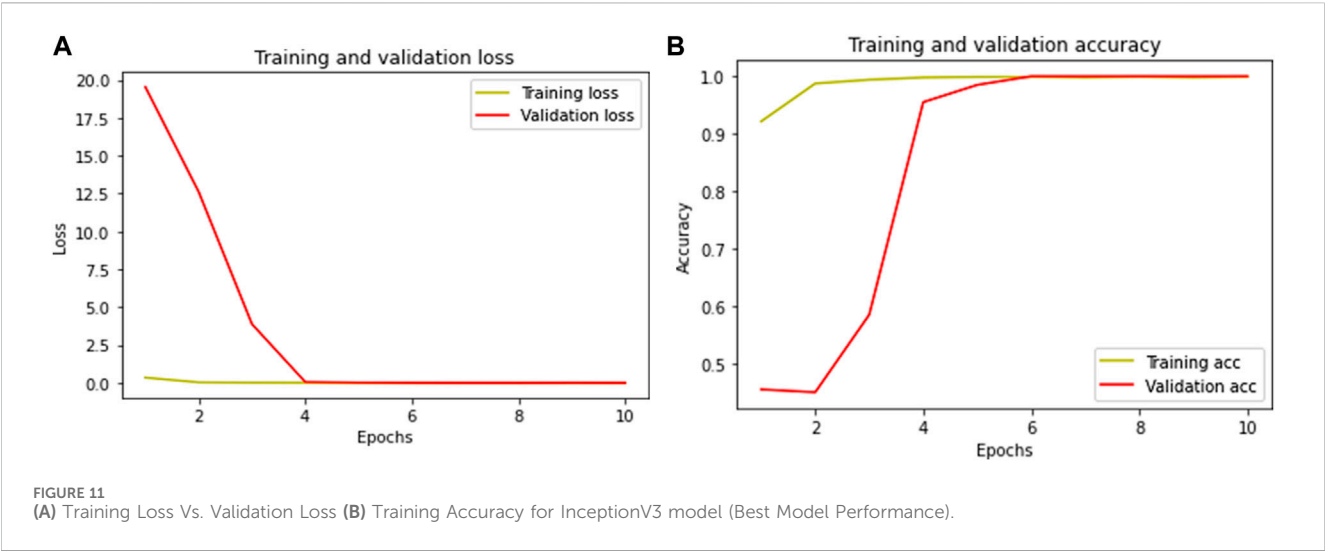 A
Training and validation loss
20.0
17.5
15.0
12.5
10.0
7.5
5.0
2.5
0.0
Loss
Training loss
Validation loss
2 4 6 8 10
Epochs
B
Training and validation accuracy
1.0
0.9
0.8
0.7
0.6
0.5
Accuracy
Training acc
Validation acc
2 4 6 8 10
Epochs
FIGURE 11
(A) Training Loss Vs. Validation Loss (B) Training Accuracy for InceptionV3 model (Best Model Performance).